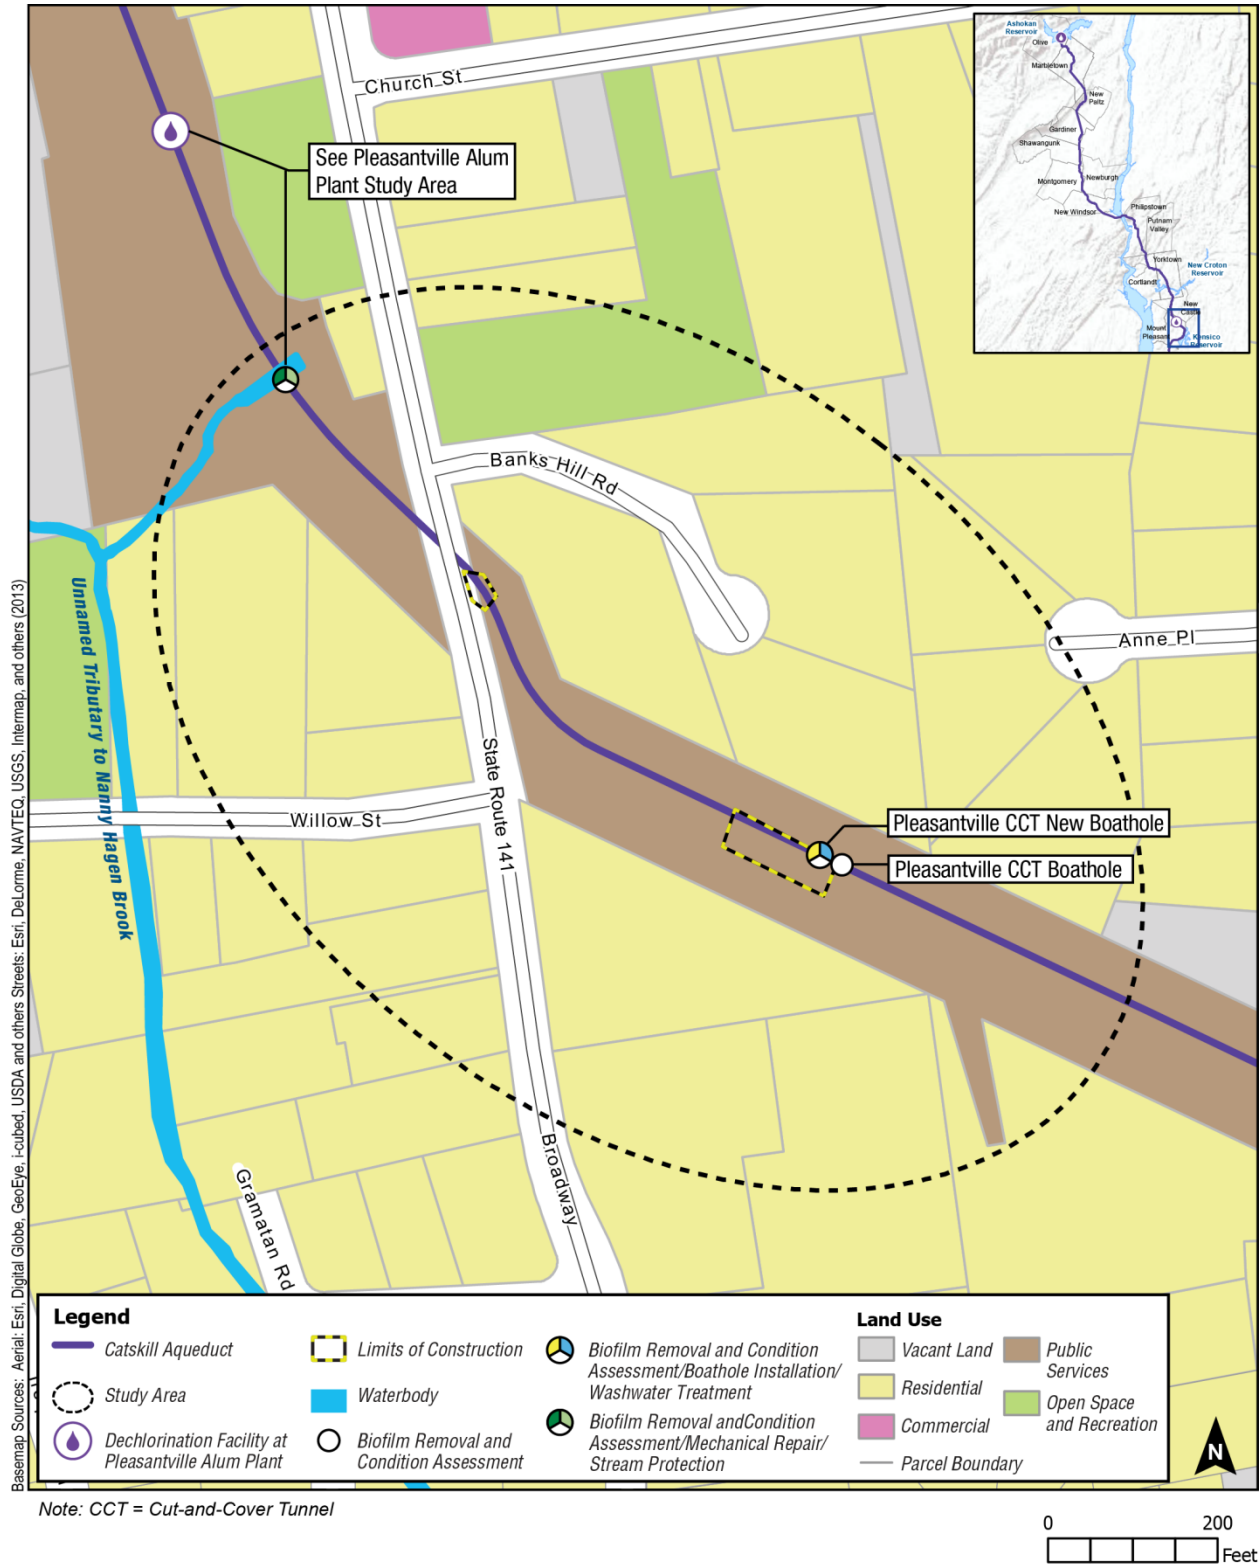 Church St
See Pleasantville Alum
Plant Study Area
Ashokan
Reservoir
Olive
Marbletown
New
Paltz
Gardiner
Shawangunk
Montgomery
Newburgh
New Windsor
Philipstown
Putnam
Valley
Yorktown
New Croton
Reservoir
Cortlandt
New
Castle
Mount
Pleasant
Kensico
Reservoir
Banks Hill Rd
Anne Pl
Unnamed Tributary to Nanny Hagen Brook
State Route 141
Willow St
Pleasantville CCT New Boathole
Pleasantville CCT Boathole
Broadway
Gramatan Rd
Basemap Sources: Aerial: Esri, Digital Globe, GeoEye, i-cubed, USDA and others Streets: Esri, DeLorme, NAVTEQ, USGS, Intermap, and others (2013)
Legend
Catskill Aqueduct
Study Area
Dechlorination Facility at
Pleasantville Alum Plant
Limits of Construction
Waterbody
Biofilm Removal and
Condition Assessment
Biofilm Removal and Condition
Assessment/Boathole Installation/
Washwater Treatment
Biofilm Removal andCondition
Assessment/Mechanical Repair/
Stream Protection
Land Use
Vacant Land
Residential
Commercial
Parcel Boundary
Public
Services
Open Space
and Recreation
N
Note: CCT = Cut-and-Cover Tunnel
0 200
Feet